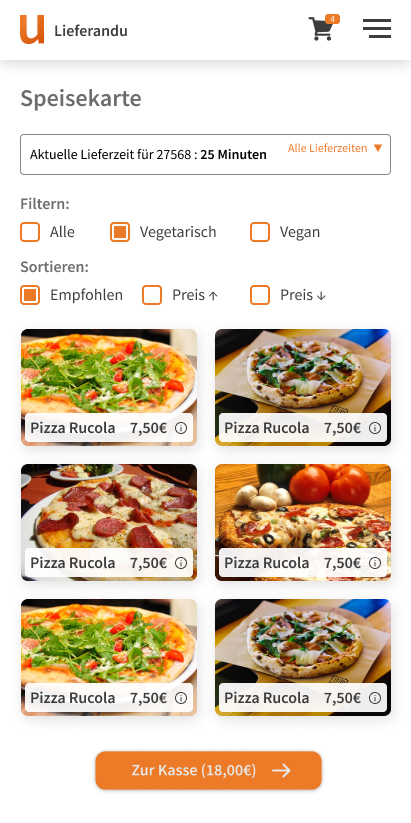 u Lieferandu
4
Speisekarte
Aktuelle Lieferzeit für 27568 : 25 Minuten
Alle Lieferzeiten ▼
Filtern:
Alle Vegetarisch Vegan
Sortieren:
Empfohlen Preis ↑ Preis ↓
Pizza Rucola 7,50€
Pizza Rucola 7,50€
Pizza Rucola 7,50€
Pizza Rucola 7,50€
Pizza Rucola 7,50€
Pizza Rucola 7,50€
Zur Kasse (18,00€) →